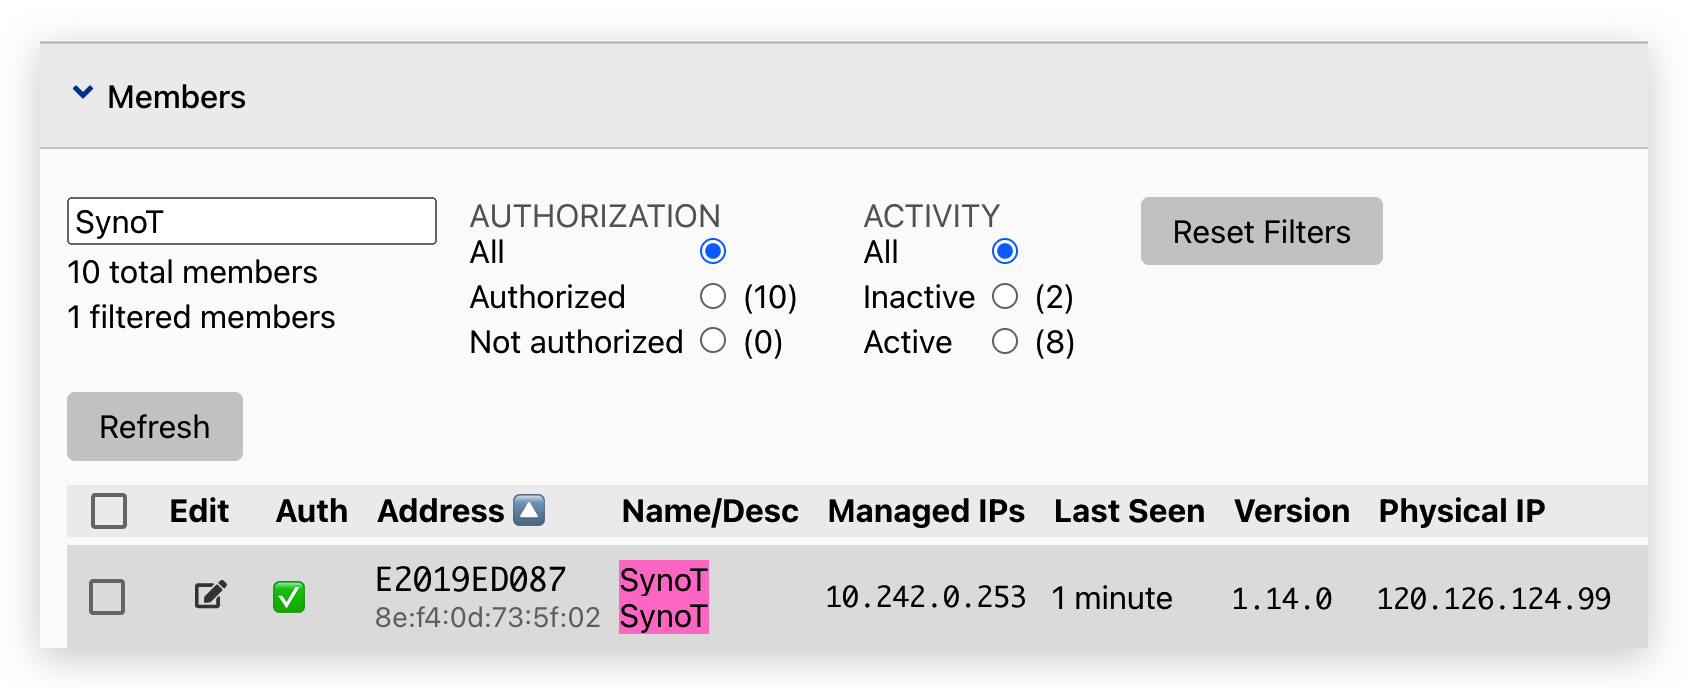 Members
SynoT
10 total members
1 filtered members
AUTHORIZATION
All
Authorized (10)
Not authorized (0)
ACTIVITY
All
Inactive (2)
Active (8)
Reset Filters
Refresh
Edit Auth Address Name/Desc Managed IPs Last Seen Version Physical IP
E2019ED087
8e:f4:0d:73:5f:02
SynoT
SynoT
10.242.0.253
1 minute
1.14.0
120.126.124.99